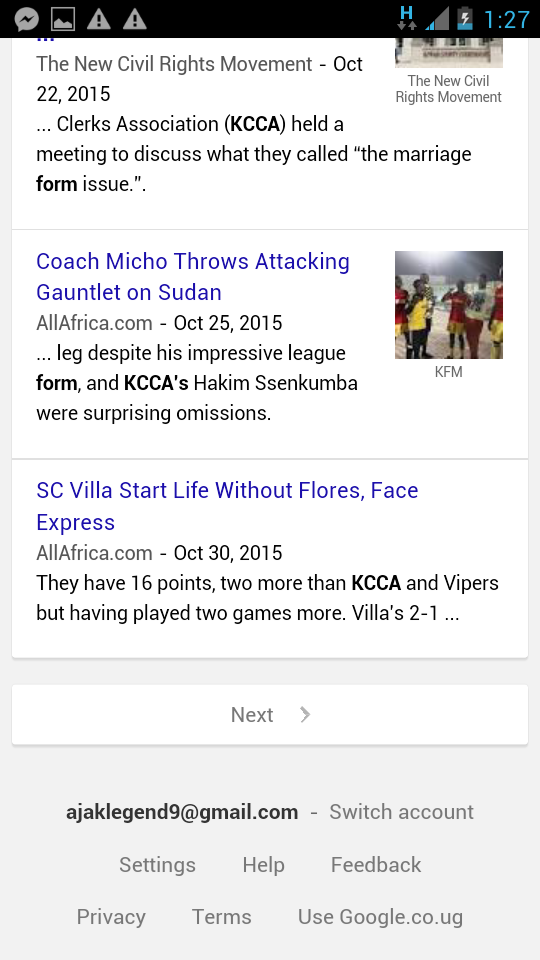 H 1:27
...
The New Civil Rights Movement - Oct
22, 2015
The New Civil
Rights Movement
... Clerks Association (KCCA) held a
meeting to discuss what they called “the marriage
form issue.”.
Coach Micho Throws Attacking
Gauntlet on Sudan
AllAfrica.com - Oct 25, 2015
... leg despite his impressive league
form, and KCCA's Hakim Ssenkumba
were surprising omissions.
KFM
SC Villa Start Life Without Flores, Face
Express
AllAfrica.com - Oct 30, 2015
They have 16 points, two more than KCCA and Vipers
but having played two games more. Villa's 2-1 ...
Next
ajaklegend9@gmail.com - Switch account
Settings Help Feedback
Privacy Terms Use Google.co.ug